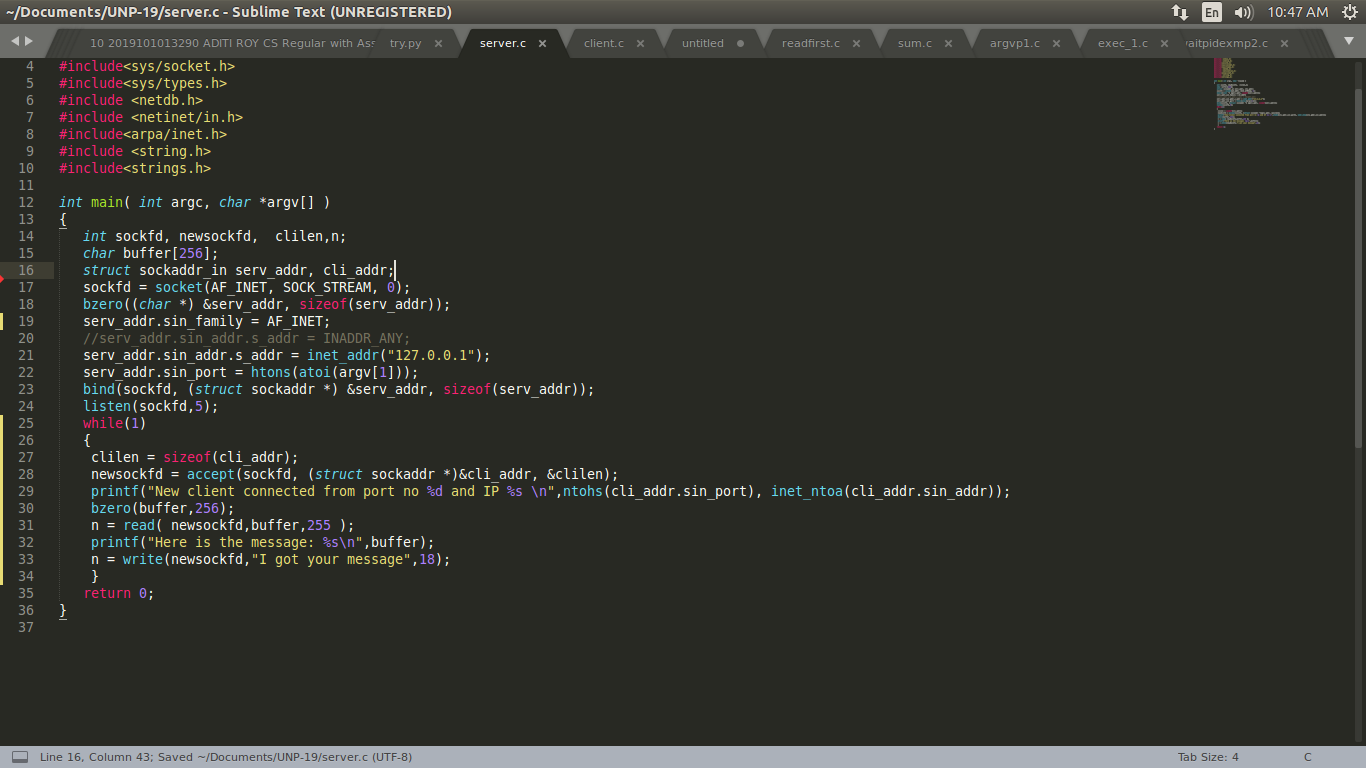 ~/Documents/UNP-19/server.c - Sublime Text (UNREGISTERED) En 10:47 AM
10 2019101013290 ADITI ROY CS Regular with Ass try.py × server.c × client.c × untitled readfirst.c × sum.c × argvp1.c × exec_1.c × waitpidexmp2.c ×
4 #include<sys/socket.h>
5 #include<sys/types.h>
6 #include <netdb.h>
7 #include <netinet/in.h>
8 #include<arpa/inet.h>
9 #include <string.h>
10 #include<strings.h>
11
12 int main( int argc, char *argv[] )
13 {
14 int sockfd, newsockfd,  clilen,n;
15 char buffer[256];
16 struct sockaddr_in serv_addr, cli_addr;
17 sockfd = socket(AF_INET, SOCK_STREAM, 0);
18 bzero((char *) &serv_addr, sizeof(serv_addr));
19 serv_addr.sin_family = AF_INET;
20 //serv_addr.sin_addr.s_addr = INADDR_ANY;
21 serv_addr.sin_addr.s_addr = inet_addr("127.0.0.1");
22 serv_addr.sin_port = htons(atoi(argv[1]));
23 bind(sockfd, (struct sockaddr *) &serv_addr, sizeof(serv_addr));
24 listen(sockfd,5);
25 while(1)
26 {
27 clilen = sizeof(cli_addr);
28 newsockfd = accept(sockfd, (struct sockaddr *)&cli_addr, &clilen);
29 printf("New client connected from port no %d and IP %s \n",ntohs(cli_addr.sin_port), inet_ntoa(cli_addr.sin_addr));
30 bzero(buffer,256);
31 n = read( newsockfd,buffer,255 );
32 printf("Here is the message: %s\n",buffer);
33 n = write(newsockfd,"I got your message",18);
34 }
35 return 0;
36 }
37
Line 16, Column 43; Saved ~/Documents/UNP-19/server.c (UTF-8) Tab Size: 4 C